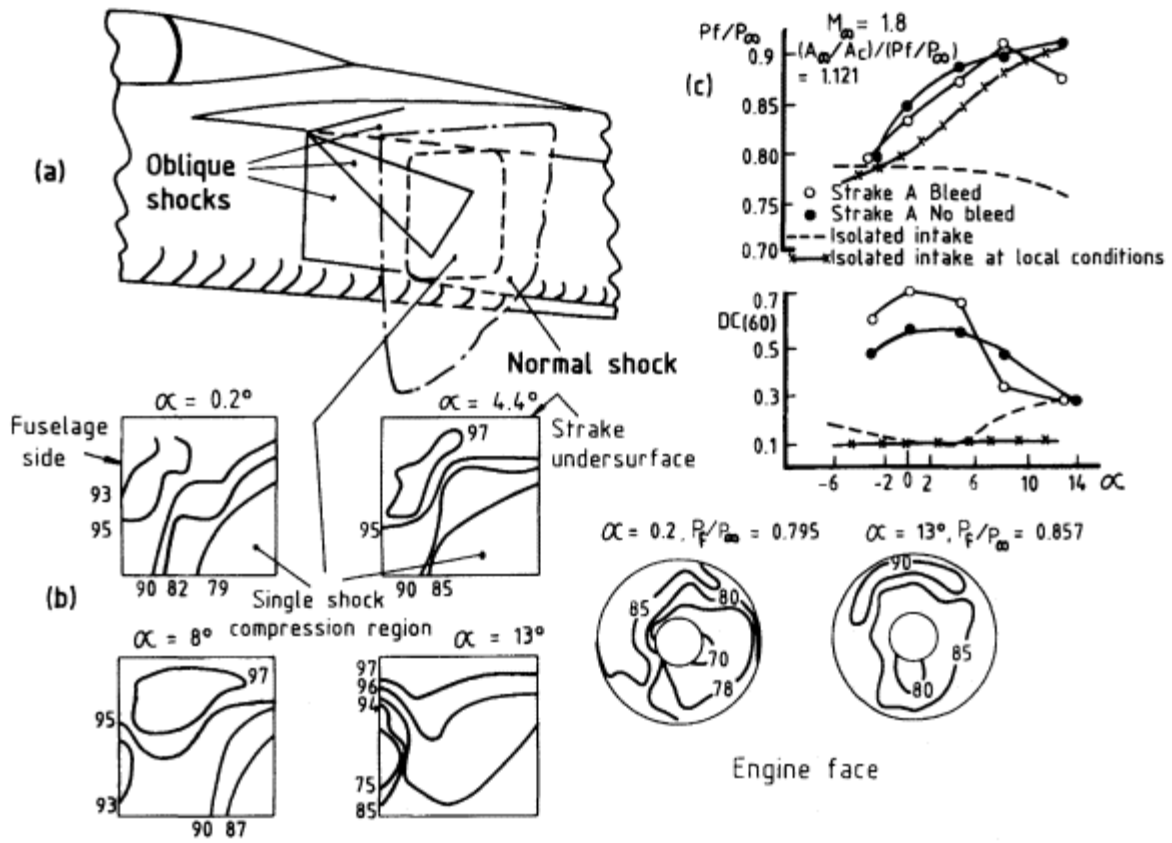 (a)
Oblique
shocks
Normal shock
(c)
Pf/P∞
M∞ = 1.8
(A∞/Ac)/(Pf/P∞)
= 1.121
0.9
0.85
0.80
0.75
0.70
○ Strake A Bleed
● Strake A No bleed
--- Isolated intake
×—× Isolated intake at local conditions
DC(60)
0.7
0.5
0.3
0.1
-6 -2 0 2 6 10 14 α
(b)
α = 0.2°
Fuselage
side
93
95
90 82 79
α = 4.4°
Strake
undersurface
97
95
90 85
Single shock
compression region
α = 8°
97
95
93
90 87
α = 13°
97
96
94
75
85
α = 0.2, Pf/P∞ = 0.795
85
80
70
78
α = 13°, Pf/P∞ = 0.857
90
85
80
Engine face